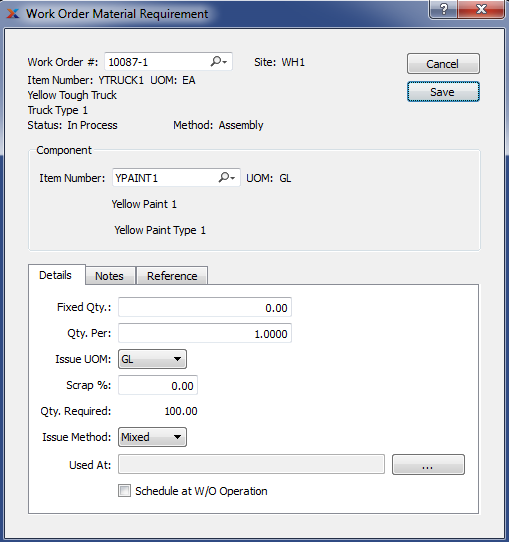 Work Order Material Requirement
Work Order #: 10087-1 Site: WH1 Cancel
Item Number: YTRUCK1 UOM: EA
Save
Yellow Tough Truck
Truck Type 1
Status: In Process Method: Assembly
Component
Item Number: YPAINT1 UOM: GL
Yellow Paint 1
Yellow Paint Type 1
Details Notes Reference
Fixed Qty.: 0.00
Qty. Per: 1.0000
Issue UOM: GL
Scrap %: 0.00
Qty. Required: 100.00
Issue Method: Mixed
Used At: ...
Schedule at W/O Operation